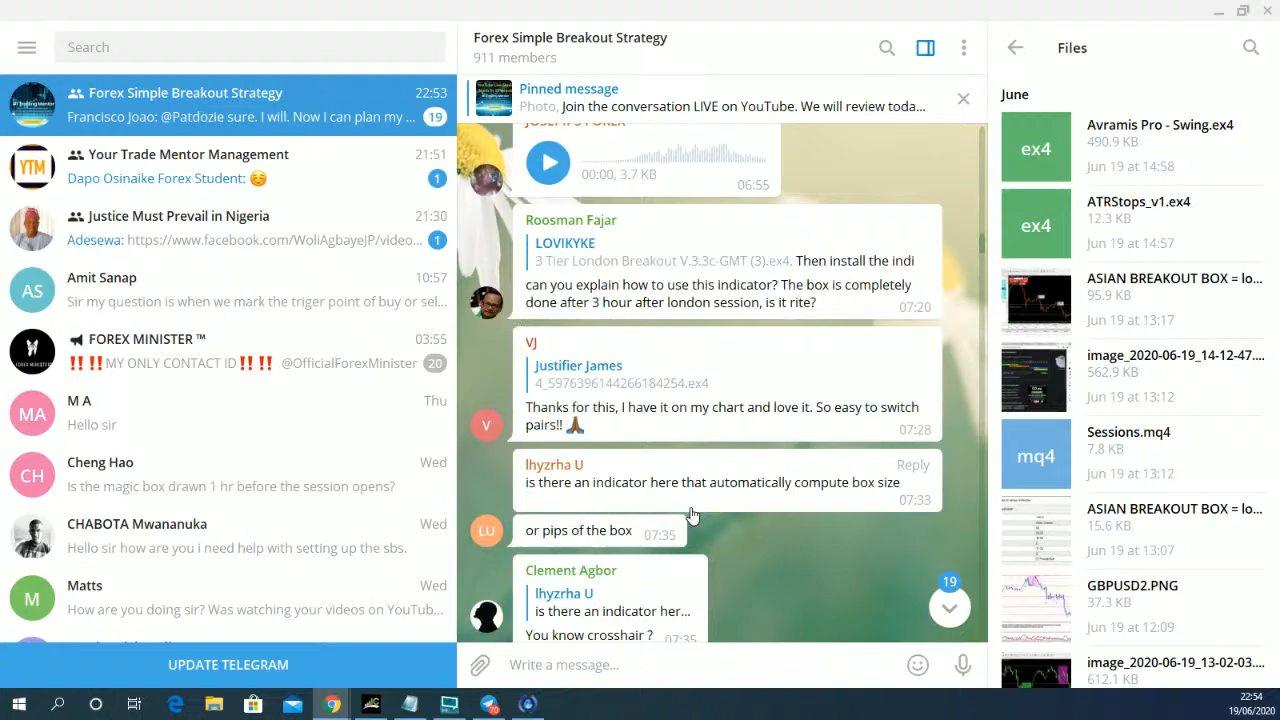 Search
Forex Simple Breakout Strategy
22:53
Francisco Joao: @Patdozie sure. I will. Now I can plan my ...
19
YTM
Your Trade Mentor Management
21:51
Dapo Osinaike Forex Student: ☺️
1
Justice Must Prevail in Nigeria
21:30
Adesewa: https://www.facebook.com/WoliAgbayeJP/video...
1
AS
Amit Sanap
10:57
Sir my question is when we mark the trger point of buy or sel...
FOREX MINISTER ™
03:55
‼️‼️MY ONLY CONTACT ID‼️‼️ @OfficialForexMinister
20
MA
M A
Thu
Hello sir
CH
Cheng Hao
Wed
Is the magic box drawn 1 hr before the session opens?
CHABOTA Mwananuka
Wed
Hello sir how are you i need help with setting up the sbs.
M
Matts
Wed
How are you doing sir? Was watching your videos on YouTub...
UPDATE TELEGRAM
Forex Simple Breakout Strategy
911 members
Pinned message
Photo, Join the conversation LIVE on YouTube. We will review toda...
00:00, 3.7 KB
06:55
Roosman Fajar
LOVIKYKE
3 Tier London Breakout V.3.3c-GMT (3).ex4, Then install the indi
can you explain how to use this indicator? The box is completely
done after 3 hour after london session, is it rite?
07:20
VJ
Justifier James
4_5976396144266184254.ex4
Thanks for this, I have it on my chart and love it. So easy to switch
pairs!! 🙏🏾
07:28
V
lhyzrha U
Reply
is there an indicator here that automatically compute box size
07:33
LU
or pips of the box
07:35
Clement Agbor
lhyzrha U
is there an indicator her...
You know crosshair ?
07:35
19
Write a message...
Files
June
ex4
Avramis Pro - Swing.ex4
490.9 KB
Jun 19 at 14:58
ex4
ATRStops_v1.ex4
12.3 KB
Jun 19 at 14:57
ASIAN BREAKOUT BOX = lo...
95.9 KB
Jun 19 at 13:17
image_2020-06-19_14-12-47....
562.9 KB
Jun 19 at 13:12
mq4
Sessions.mq4
7.8 KB
Jun 19 at 13:12
ASIAN BREAKOUT BOX = lo...
15.6 KB
Jun 19 at 13:07
GBPUSD2.PNG
37.3 KB
Jun 19 at 12:09
image_2020-06-19_13-02-03....
612.1 KB
70
22:54
19/06/2020